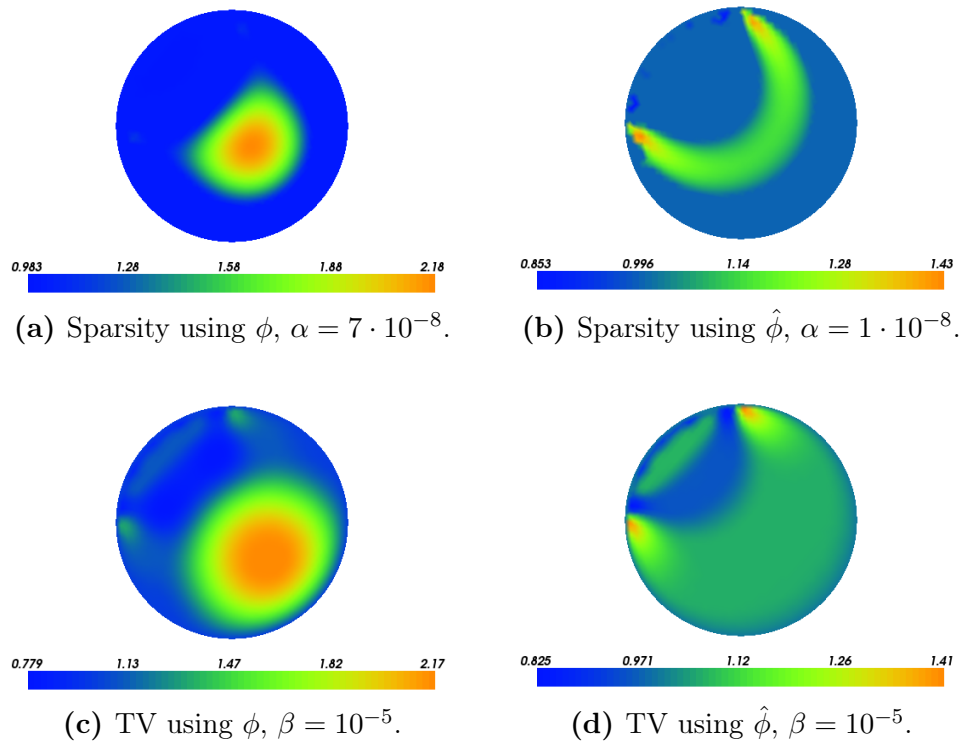 0.983 1.28 1.58 1.88 2.18
0.853 0.996 1.14 1.28 1.43
(a) Sparsity using ϕ, α = 7 · 10⁻⁸.
(b) Sparsity using ϕ̂, α = 1 · 10⁻⁸.
0.779 1.13 1.47 1.82 2.17
0.825 0.971 1.12 1.26 1.41
(c) TV using ϕ, β = 10⁻⁵.
(d) TV using ϕ̂, β = 10⁻⁵.